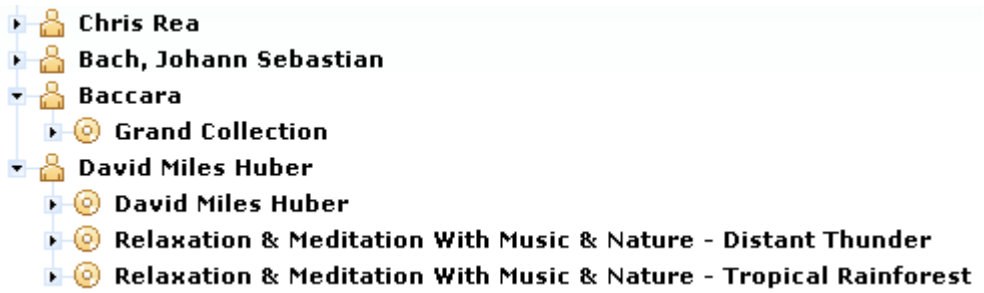 Chris Rea
Bach, Johann Sebastian
Baccara
Grand Collection
David Miles Huber
David Miles Huber
Relaxation & Meditation With Music & Nature - Distant Thunder
Relaxation & Meditation With Music & Nature - Tropical Rainforest